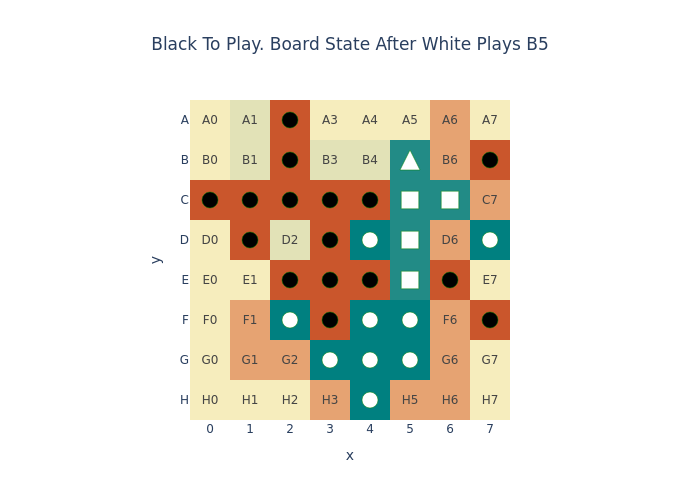 Black To Play. Board State After White Plays B5
A A0 A1 A3 A4 A5 A6 A7
B B0 B1 B3 B4 B6
C C7
D D0 D2 D6
E E0 E1 E7
F F0 F1 F6
G G0 G1 G2 G6 G7
H H0 H1 H2 H3 H5 H6 H7
0 1 2 3 4 5 6 7
x
y